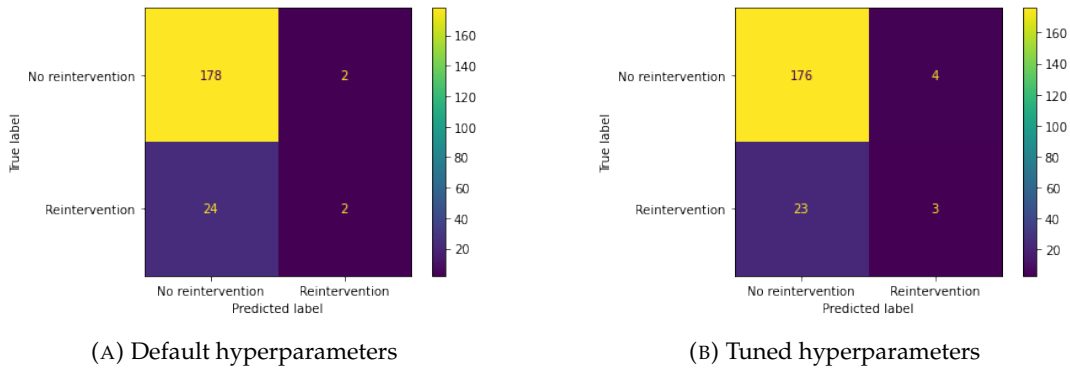 No reintervention
Reintervention
True label
178
2
24
2
No reintervention
Reintervention
Predicted label
160
140
120
100
80
60
40
20
(A) Default hyperparameters
No reintervention
Reintervention
True label
176
4
23
3
No reintervention
Reintervention
Predicted label
160
140
120
100
80
60
40
20
(B) Tuned hyperparameters